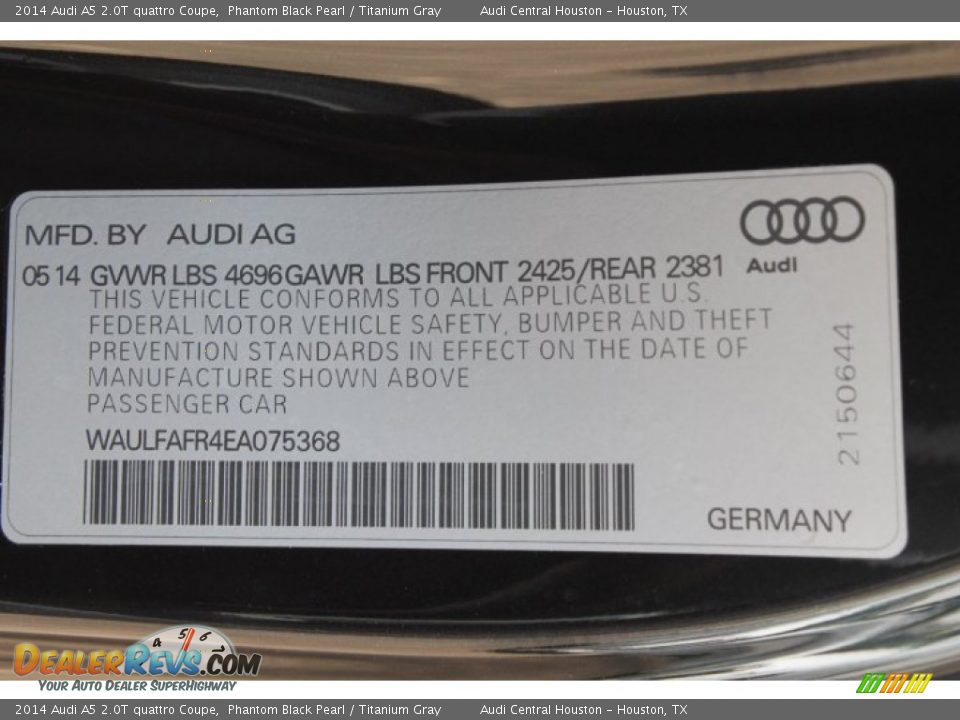 2014 Audi A5 2.0T quattro Coupe,  Phantom Black Pearl / Titanium Gray          Audi Central Houston - Houston, TX
MFD. BY  AUDI AG
05 14 GVWR LBS 4696 GAWR LBS FRONT 2425/REAR 2381
Audi
THIS VEHICLE CONFORMS TO ALL APPLICABLE U.S.
FEDERAL MOTOR VEHICLE SAFETY, BUMPER AND THEFT
PREVENTION STANDARDS IN EFFECT ON THE DATE OF
MANUFACTURE SHOWN ABOVE
PASSENGER CAR
WAULFAFR4EA075368
2150644
GERMANY
4 5 6
DEALERREVS.COM
YOUR AUTO DEALER SUPERHIGHWAY
2014 Audi A5 2.0T quattro Coupe,  Phantom Black Pearl / Titanium Gray          Audi Central Houston - Houston, TX